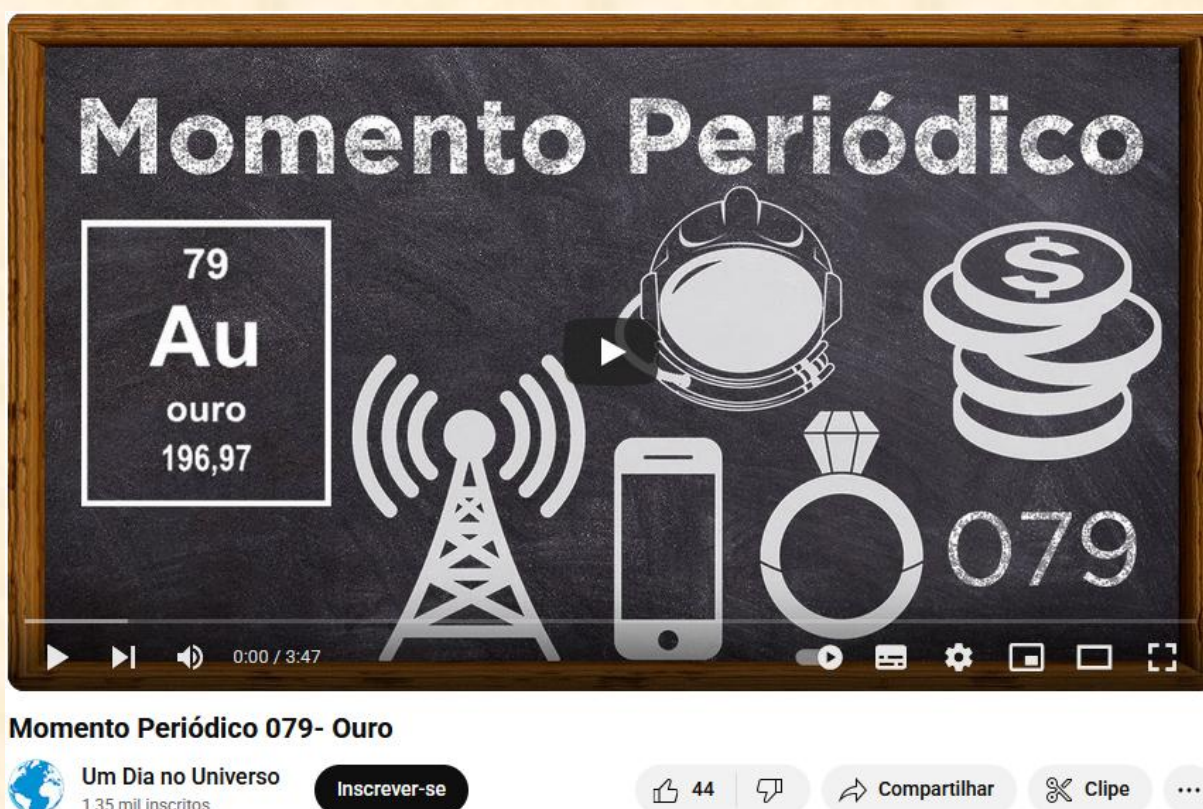 Momento Periódico
79
Au
ouro
196,97
$
079
0:00 / 3:47
Momento Periódico 079- Ouro
Um Dia no Universo
1,35 mil inscritos
Inscrever-se
44
Compartilhar
Clipe
...